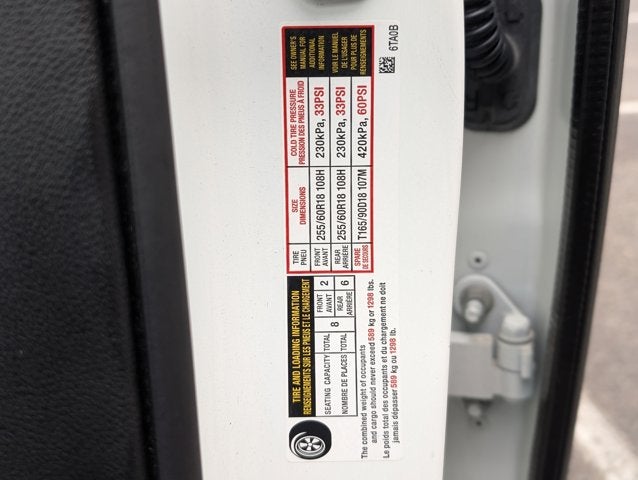 TIRE AND LOADING INFORMATION
RENSEIGNEMENTS SUR LES PNEUS ET LE CHARGEMENT
SEATING CAPACITY TOTAL 8 FRONT AVANT 2 REAR ARRIÈRE 6
NOMBRE DE PLACES TOTAL
The combined weight of occupants
and cargo should never exceed 589 kg or 1298 lbs.
Le poids total des occupants et du chargement ne doit
jamais dépasser 589 kg ou 1298 lb.
TIRE PNEU
SIZE DIMENSIONS
COLD TIRE PRESSURE
PRESSION DES PNEUS À FROID
FRONT AVANT 255/60R18 108H 230kPa, 33PSI
REAR ARRIÈRE 255/60R18 108H 230kPa, 33PSI
SPARE DE SECOURS T165/90D18 107M 420kPa, 60PSI
SEE OWNER'S
MANUAL FOR
ADDITIONAL
INFORMATION
VOIR LE MANUEL
DE L'USAGER
POUR PLUS DE
RENSEIGNEMENTS
6TA0B